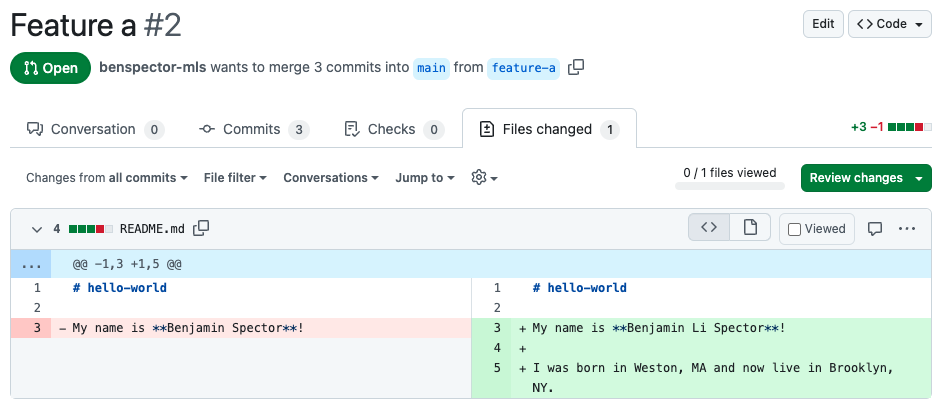 Feature a #2
Edit
<> Code
Open
benspector-mls wants to merge 3 commits into main from feature-a
Conversation 0
Commits 3
Checks 0
Files changed 1
+3 −1
Changes from all commits
File filter
Conversations
Jump to
0 / 1 files viewed
Review changes
4
README.md
<>
Viewed
...
@@ -1,3 +1,5 @@
1 # hello-world
2
3 - My name is **Benjamin Spector**!
1 # hello-world
2
3 + My name is **Benjamin Li Spector**!
4 +
5 + I was born in Weston, MA and now live in Brooklyn,
NY.